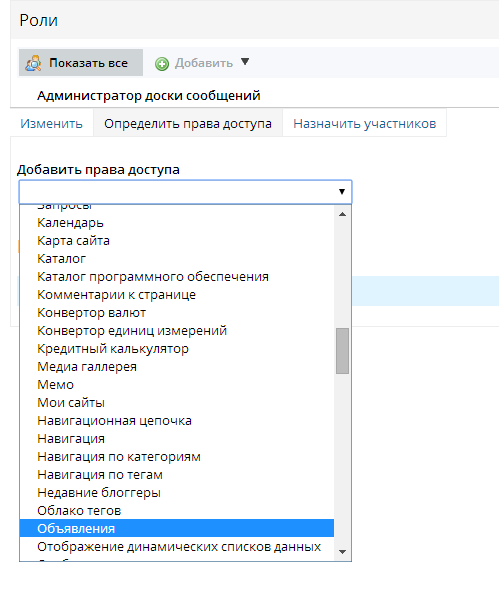 Роли
Показать все Добавить
Администратор доски сообщений
Изменить Определить права доступа Назначить участников
Добавить права доступа
Запросы
Календарь
Карта сайта
Каталог
Каталог программного обеспечения
Комментарии к странице
Конвертор валют
Конвертор единиц измерений
Кредитный калькулятор
Медиа галлерея
Мемо
Мои сайты
Навигационная цепочка
Навигация
Навигация по категориям
Навигация по тегам
Недавние блоггеры
Облако тегов
Объявления
Отображение динамических списков данных